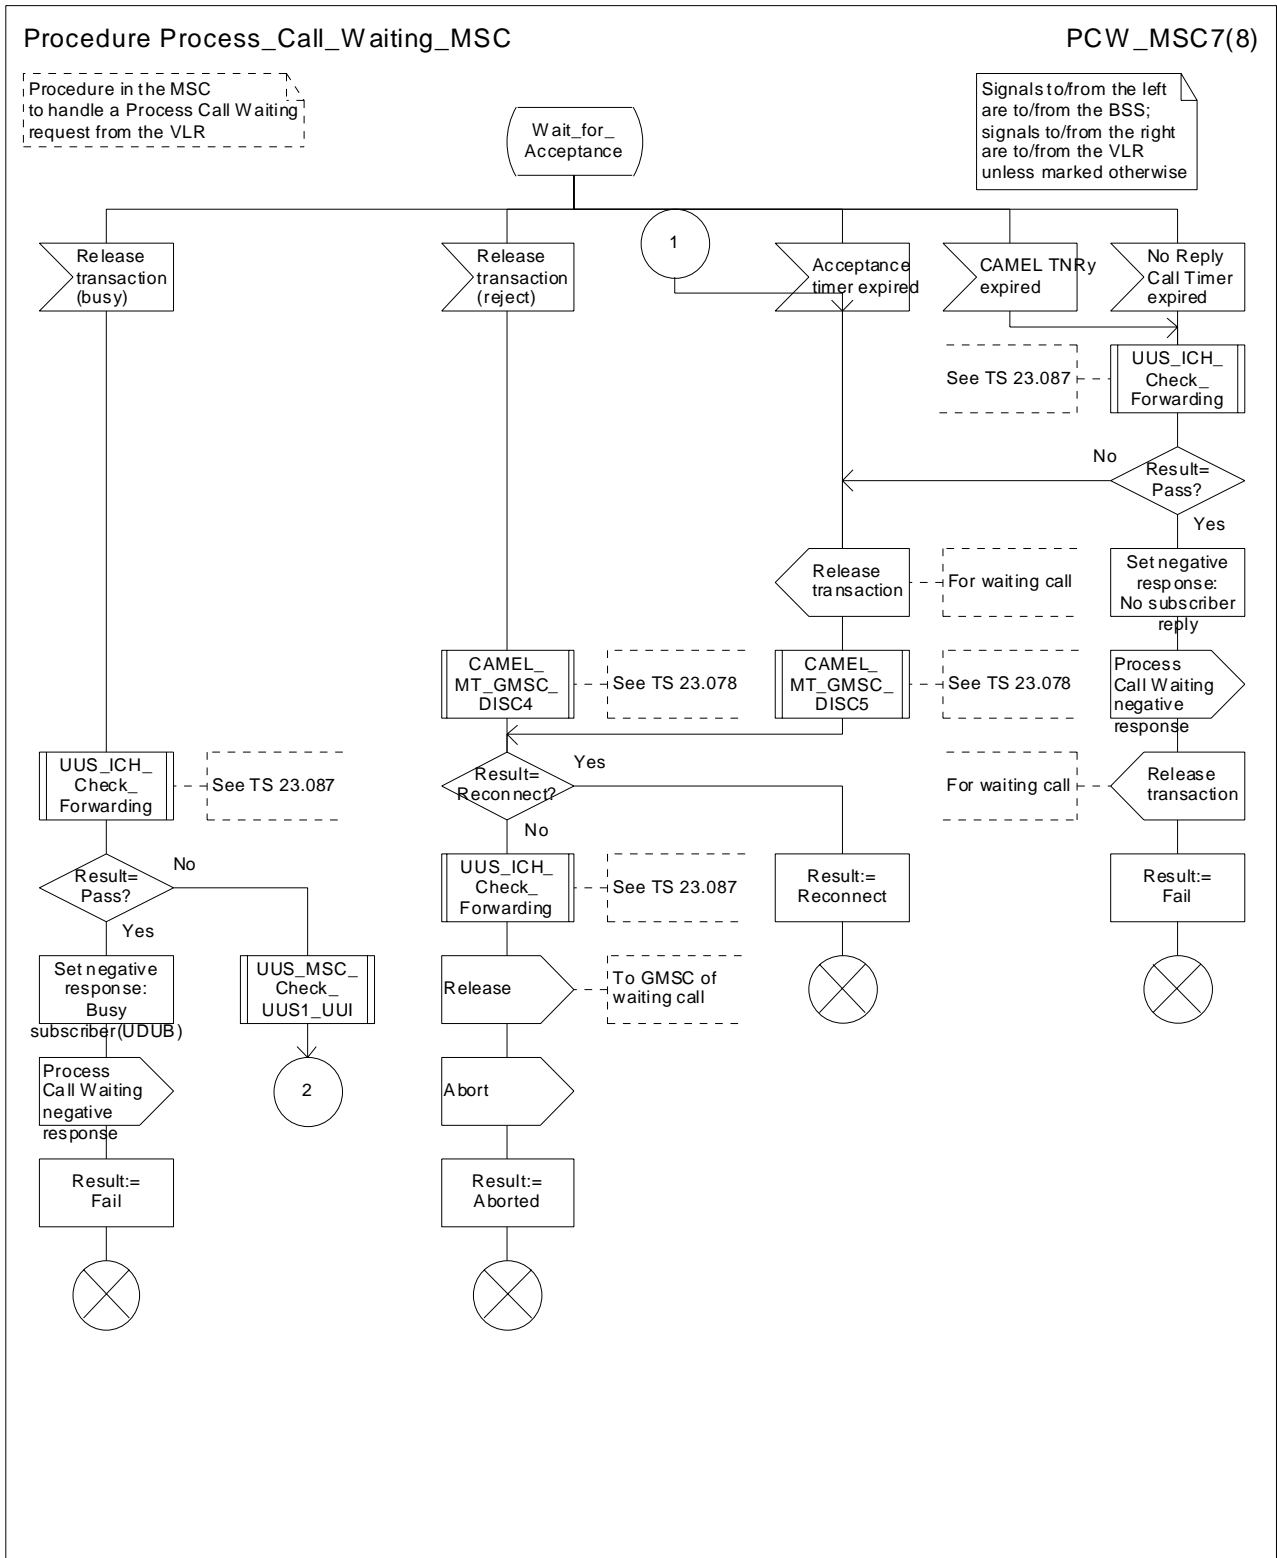 Procedure Process_Call_Waiting_MSC
PCW_MSC7(8)
Procedure in the MSC
to handle a Process Call Waiting
request from the VLR
Signals to/from the left
are to/from the BSS;
signals to/from the right
are to/from the VLR
unless marked otherwise
Wait_for_
Acceptance
Release
transaction
(busy)
Release
transaction
(reject)
1
Acceptance
timer expired
CAMEL TNRy
expired
No Reply
Call Timer
expired
See TS 23.087
UUS_ICH_
Check_
Forwarding
No
Result=
Pass?
Yes
Release
transaction
For waiting call
Set negative
response:
No subscriber
reply
CAMEL_
MT_GMSC_
DISC4
See TS 23.078
CAMEL_
MT_GMSC_
DISC5
See TS 23.078
Process
Call Waiting
negative
response
UUS_ICH_
Check_
Forwarding
See TS 23.087
Result=
Reconnect?
Yes
No
For waiting call
Release
transaction
Result=
Pass?
No
Yes
UUS_ICH_
Check_
Forwarding
See TS 23.087
Result:=
Reconnect
Result:=
Fail
Set negative
response:
Busy
subscriber(UDUB)
UUS_MSC_
Check_
UUS1_UUI
Release
To GMSC of
waiting call
Process
Call Waiting
negative
response
2
Abort
Result:=
Fail
Result:=
Aborted